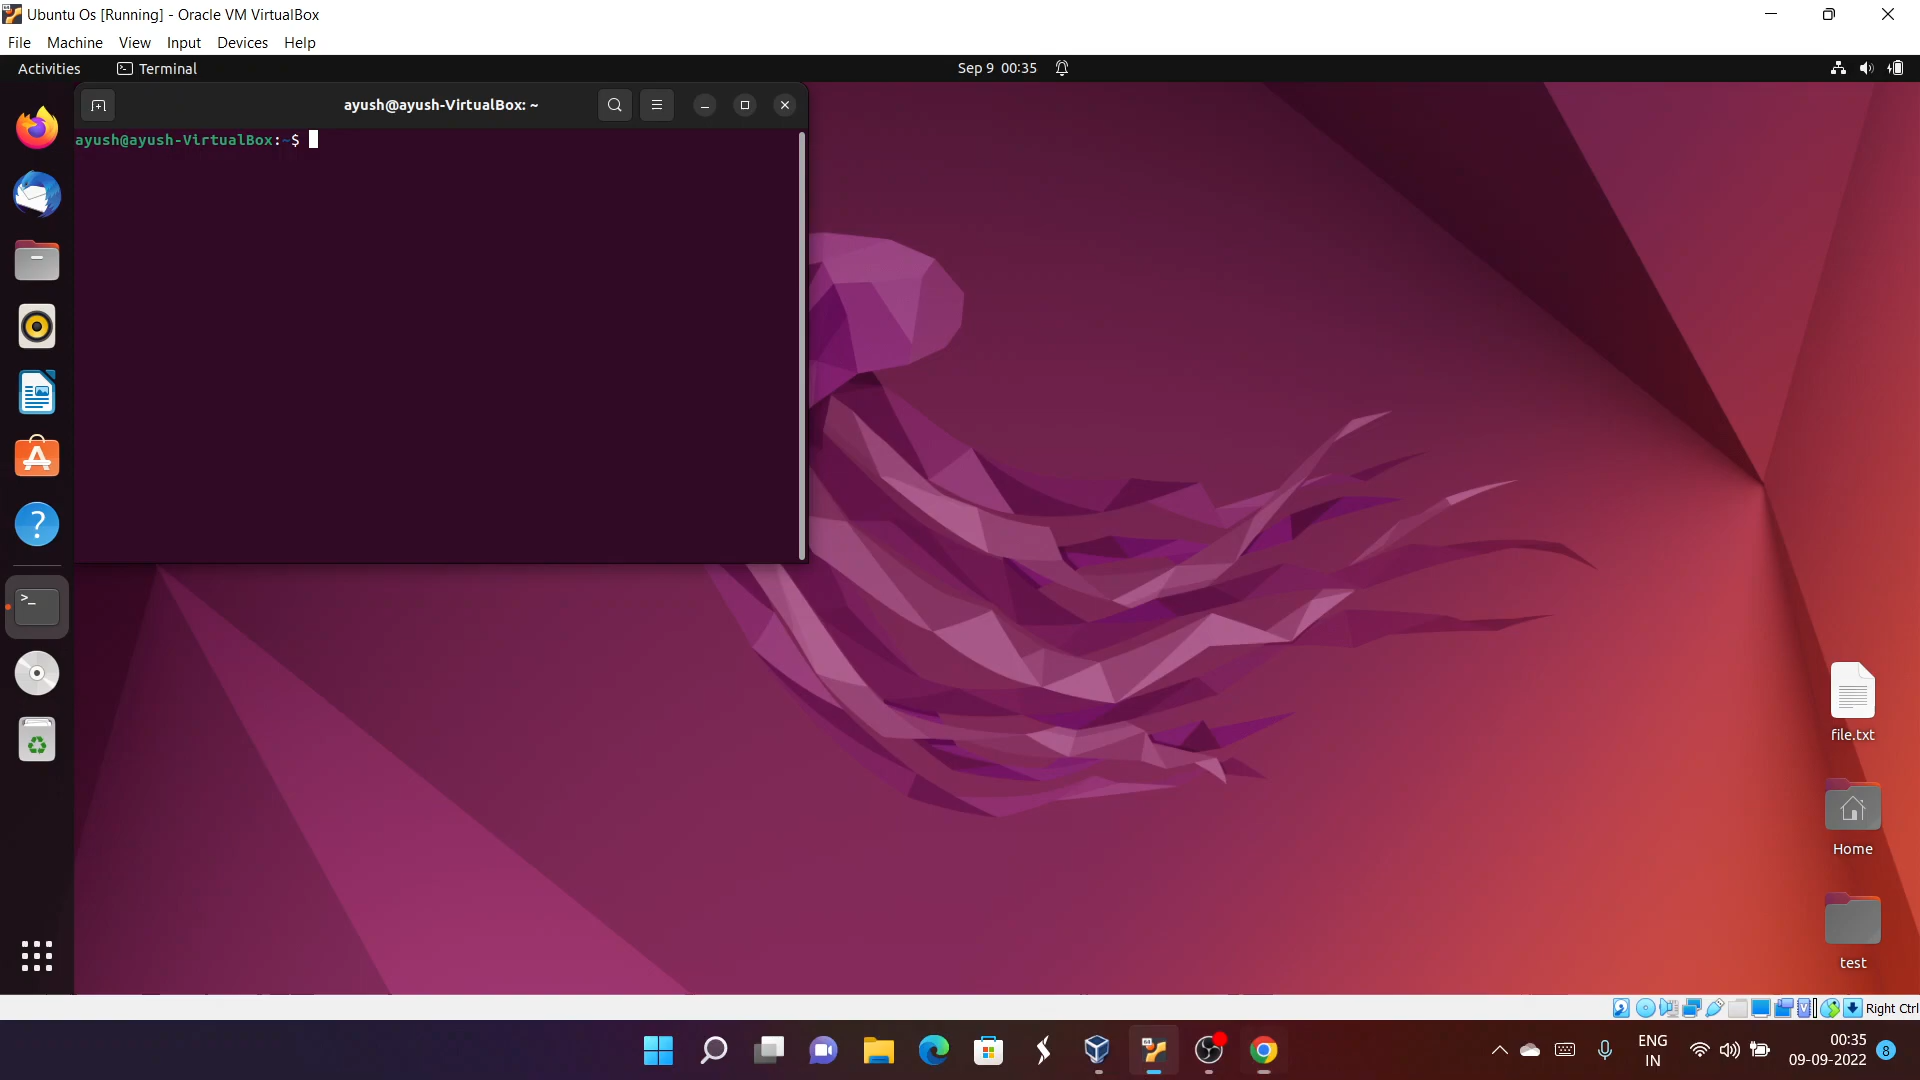 Ubuntu Os [Running] - Oracle VM VirtualBox
File Machine View Input Devices Help
Activities Terminal Sep 9 00:35
ayush@ayush-VirtualBox: ~
ayush@ayush-VirtualBox:~$
file.txt
Home
test
Right Ctrl
ENG
IN
00:35
09-09-2022 8